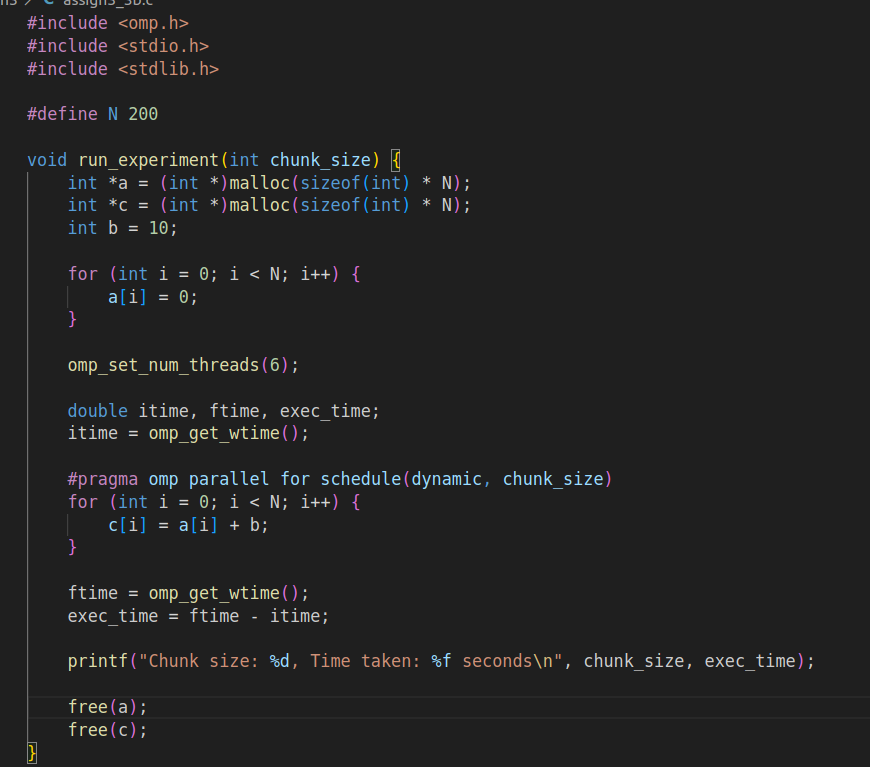 assign3_3b.c
#include <omp.h>
#include <stdio.h>
#include <stdlib.h>
#define N 200
void run_experiment(int chunk_size) {
int *a = (int *)malloc(sizeof(int) * N);
int *c = (int *)malloc(sizeof(int) * N);
int b = 10;
for (int i = 0; i < N; i++) {
a[i] = 0;
}
omp_set_num_threads(6);
double itime, ftime, exec_time;
itime = omp_get_wtime();
#pragma omp parallel for schedule(dynamic, chunk_size)
for (int i = 0; i < N; i++) {
c[i] = a[i] + b;
}
ftime = omp_get_wtime();
exec_time = ftime - itime;
printf("Chunk size: %d, Time taken: %f seconds\n", chunk_size, exec_time);
free(a);
free(c);
}